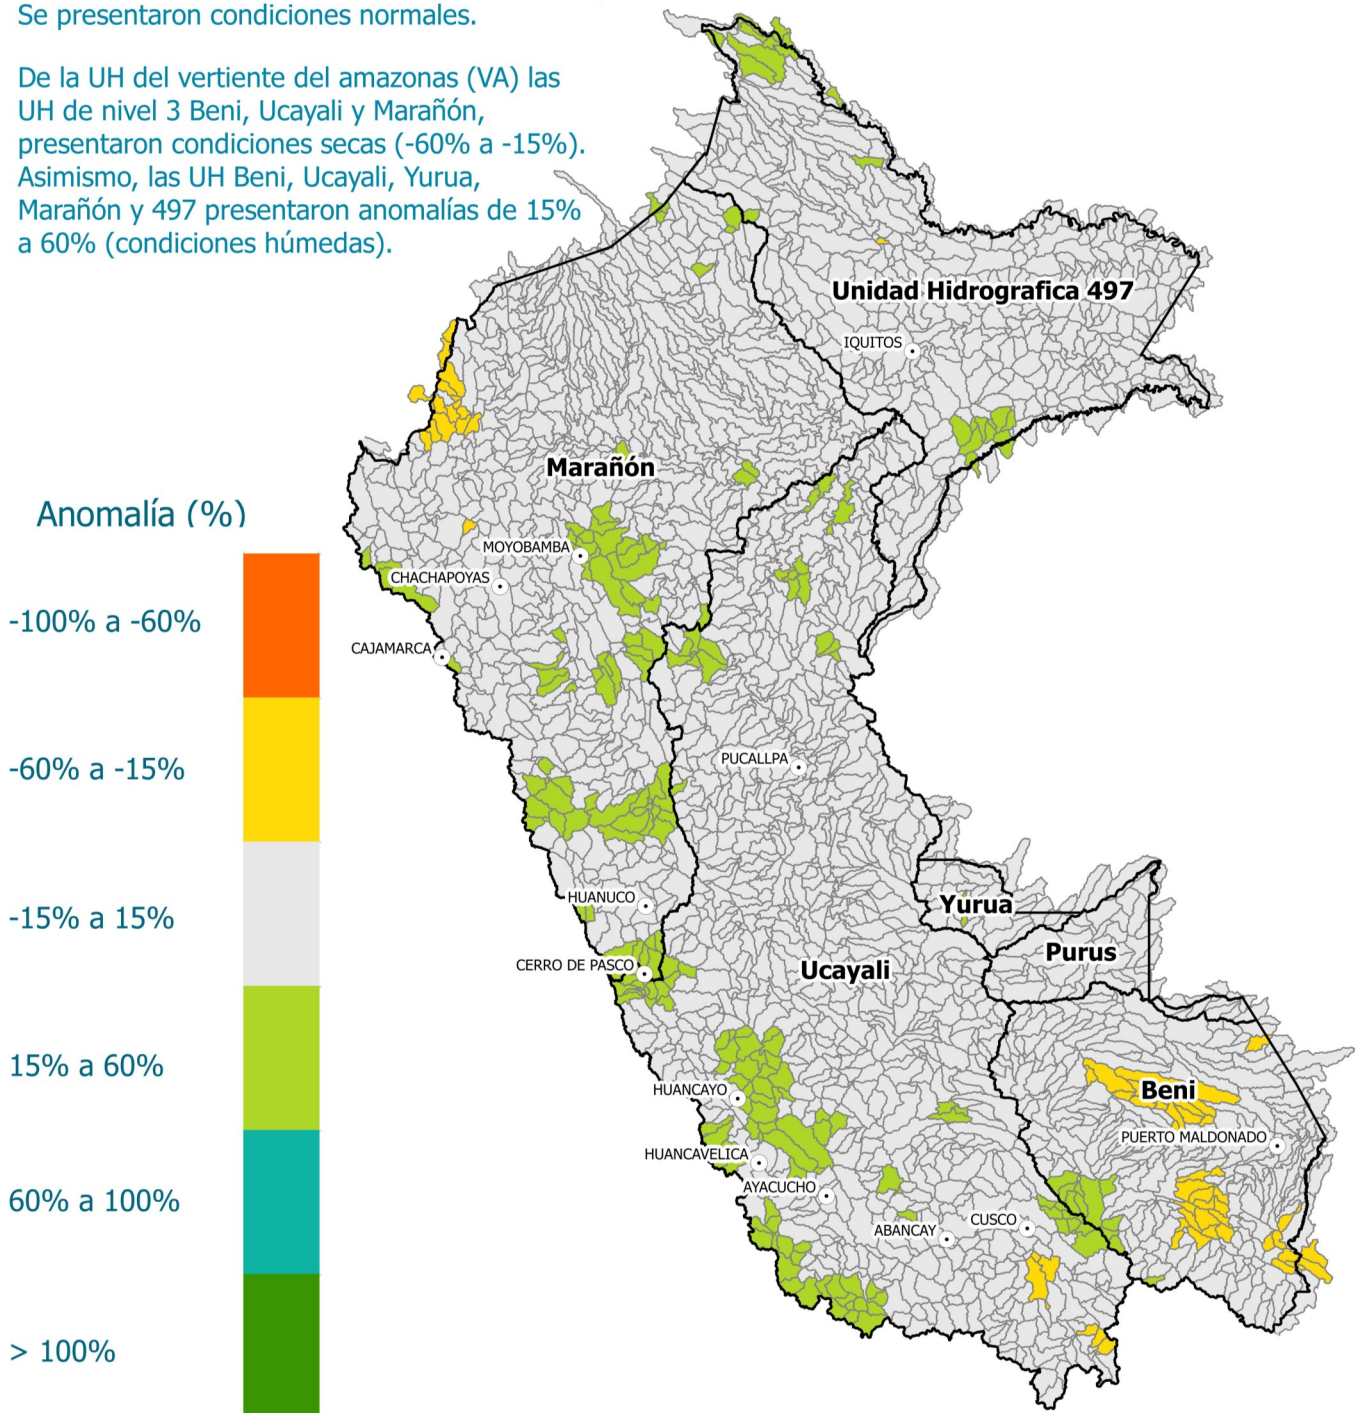 Se presentaron condiciones normales.
De la UH del vertiente del amazonas (VA) las
UH de nivel 3 Beni, Ucayali y Marañón,
presentaron condiciones secas (-60% a -15%).
Asimismo, las UH Beni, Ucayali, Yurua,
Marañón y 497 presentaron anomalías de 15%
a 60% (condiciones húmedas).
Unidad Hidrografica 497
IQUITOS
Marañón
Anomalía (%)
MOYOBAMBA
CHACHAPOYAS
-100% a -60%
CAJAMARCA
PUCALLPA
-60% a -15%
HUANUCO
Yurua
-15% a 15%
Purus
CERRO DE PASCO
Ucayali
15% a 60%
HUANCAYO
Beni
PUERTO MALDONADO
HUANCAVELICA
AYACUCHO
60% a 100%
ABANCAY
CUSCO
> 100%